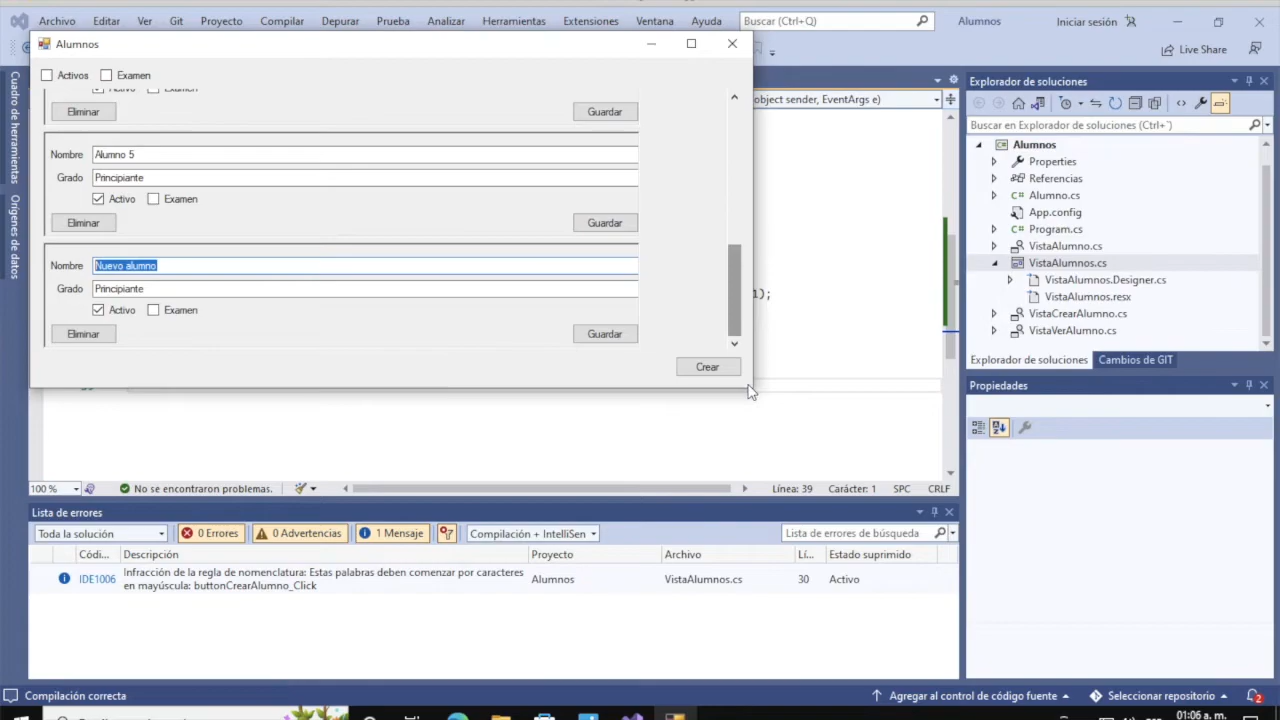 Archivo Editar Ver Git Proyecto Compilar Depurar Prueba Analizar Herramientas Extensiones Ventana Ayuda Buscar (Ctrl+Q) Alumnos Iniciar sesión
Alumnos
Live Share
Activos Examen
Cuadro de herramientas
Orígenes de datos
object sender, EventArgs e)
Eliminar Guardar
Nombre Alumno 5
Grado Principiante
Activo Examen
Eliminar Guardar
Nombre Nuevo alumno
Grado Principiante
Activo Examen
Eliminar Guardar
Crear
1);
Explorador de soluciones
Buscar en Explorador de soluciones (Ctrl+´)
Alumnos
Properties
Referencias
Alumno.cs
App.config
Program.cs
VistaAlumno.cs
VistaAlumnos.cs
VistaAlumnos.Designer.cs
VistaAlumnos.resx
VistaCrearAlumno.cs
VistaVerAlumno.cs
Explorador de soluciones Cambios de GIT
Propiedades
100 % No se encontraron problemas. Línea: 39 Carácter: 1 SPC CRLF
Lista de errores
Toda la solución 0 Errores 0 Advertencias 1 Mensaje Compilación + IntelliSen Lista de errores de búsqueda
Códi... Descripción Proyecto Archivo Lí... Estado suprimido
IDE1006 Infracción de la regla de nomenclatura: Estas palabras deben comenzar por caracteres en mayúscula: buttonCrearAlumno_Click Alumnos VistaAlumnos.cs 30 Activo
Compilación correcta Agregar al control de código fuente Seleccionar repositorio 2
01:06 a. m.